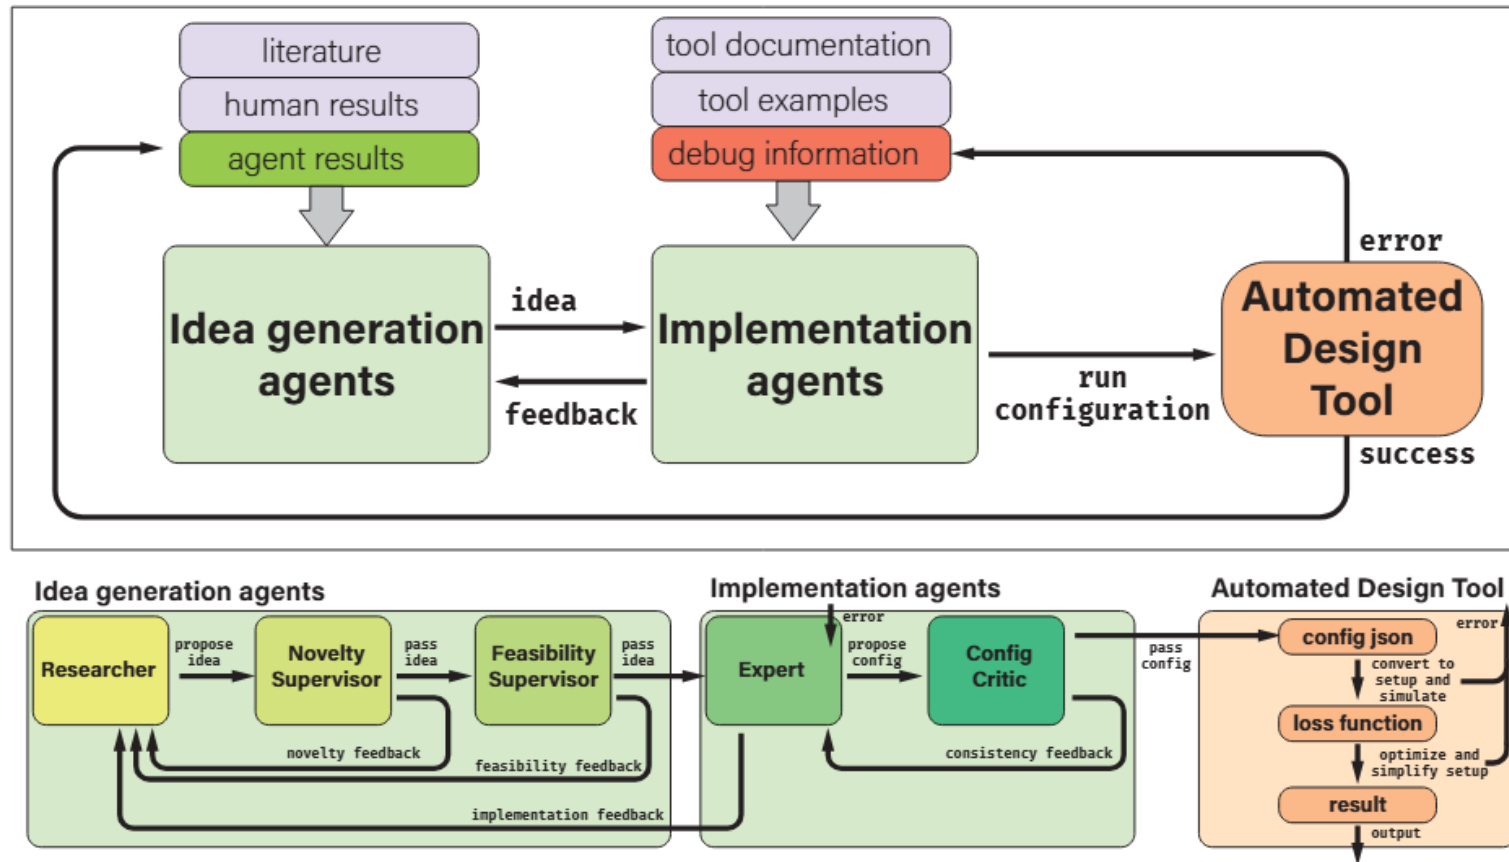 literature
human results
agent results
tool documentation
tool examples
debug information
Idea generation
agents
idea
feedback
Implementation
agents
run
configuration
error
Automated
Design
Tool
success
Idea generation agents
Researcher
propose
idea
Novelty
Supervisor
pass
idea
Feasibility
Supervisor
pass
idea
novelty feedback
feasibility feedback
implementation feedback
Implementation agents
error
Expert
propose
config
Config
Critic
consistency feedback
pass
config
Automated Design Tool
config json
error
convert to
setup and
simulate
loss function
optimize and
simplify setup
result
output